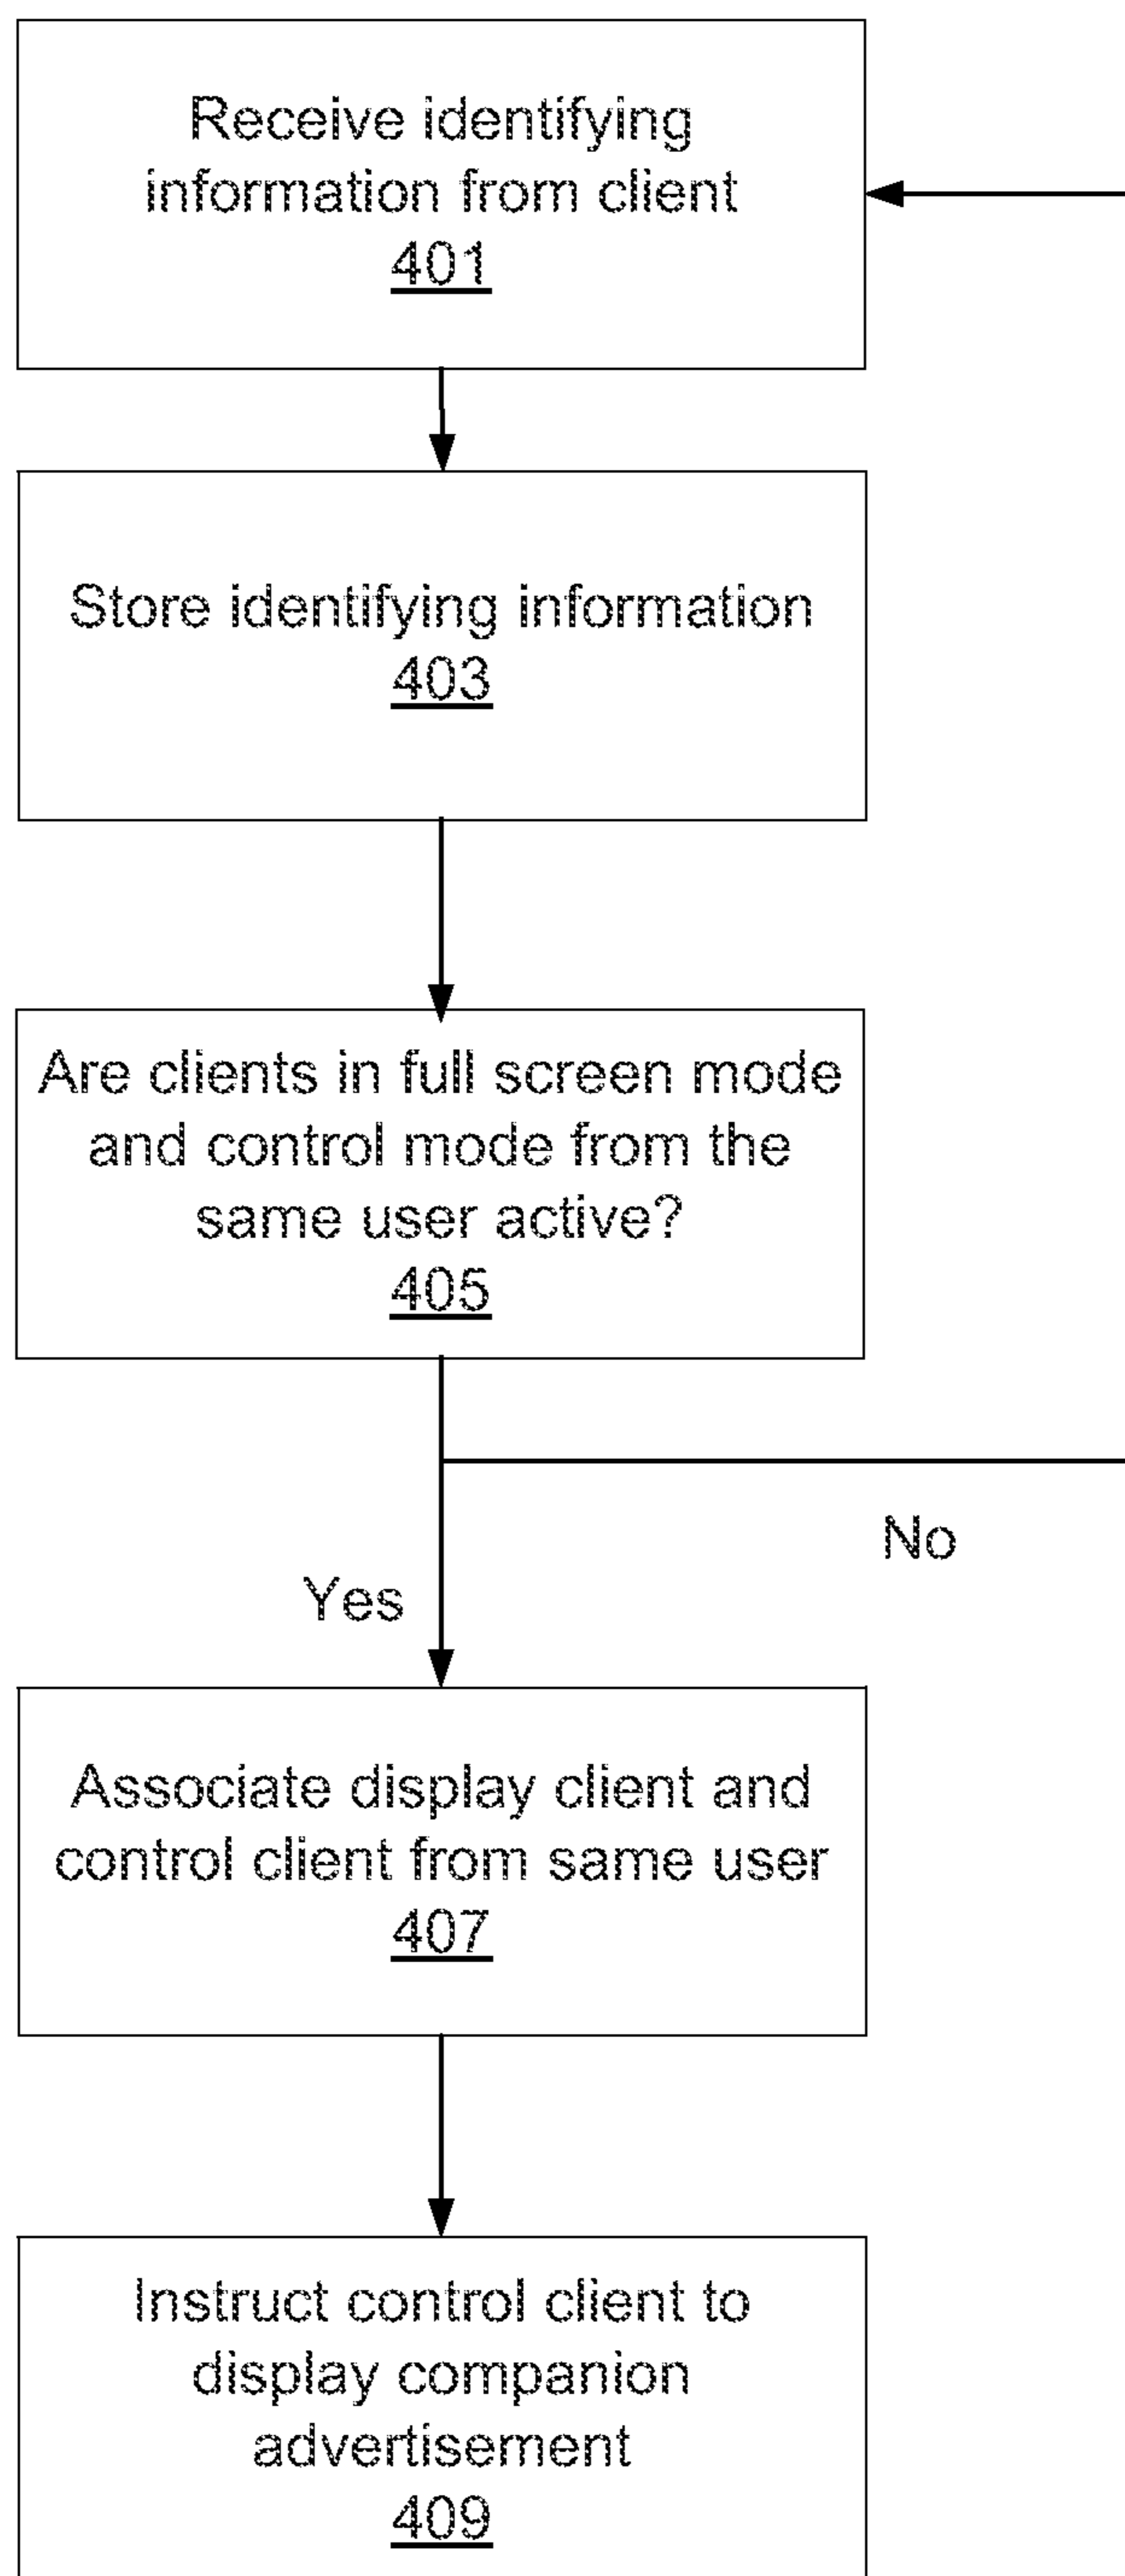 Receive identifying
information from client
401
Store identifying information
403
Are clients in full screen mode
and control mode from the
same user active?
405
No
Yes
Associate display client and
control client from same user
407
Instruct control client to
display companion
advertisement
409